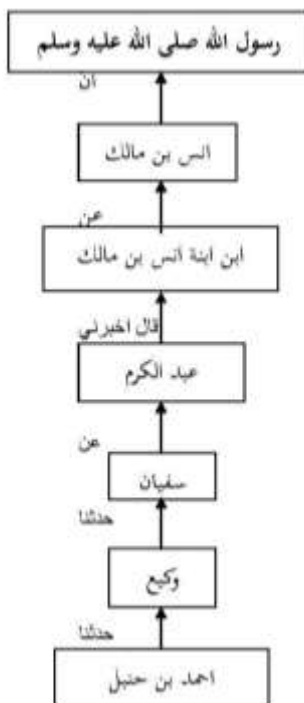 رسول الله صلى الله عليه وسلم
ان
انس بن مالك
عن
ابن ابنة انس بن مالك
قال اخبرني
عبد الكرم
عن
سفيان
حدثنا
وكيع
حدثنا
احمد بن حنبل